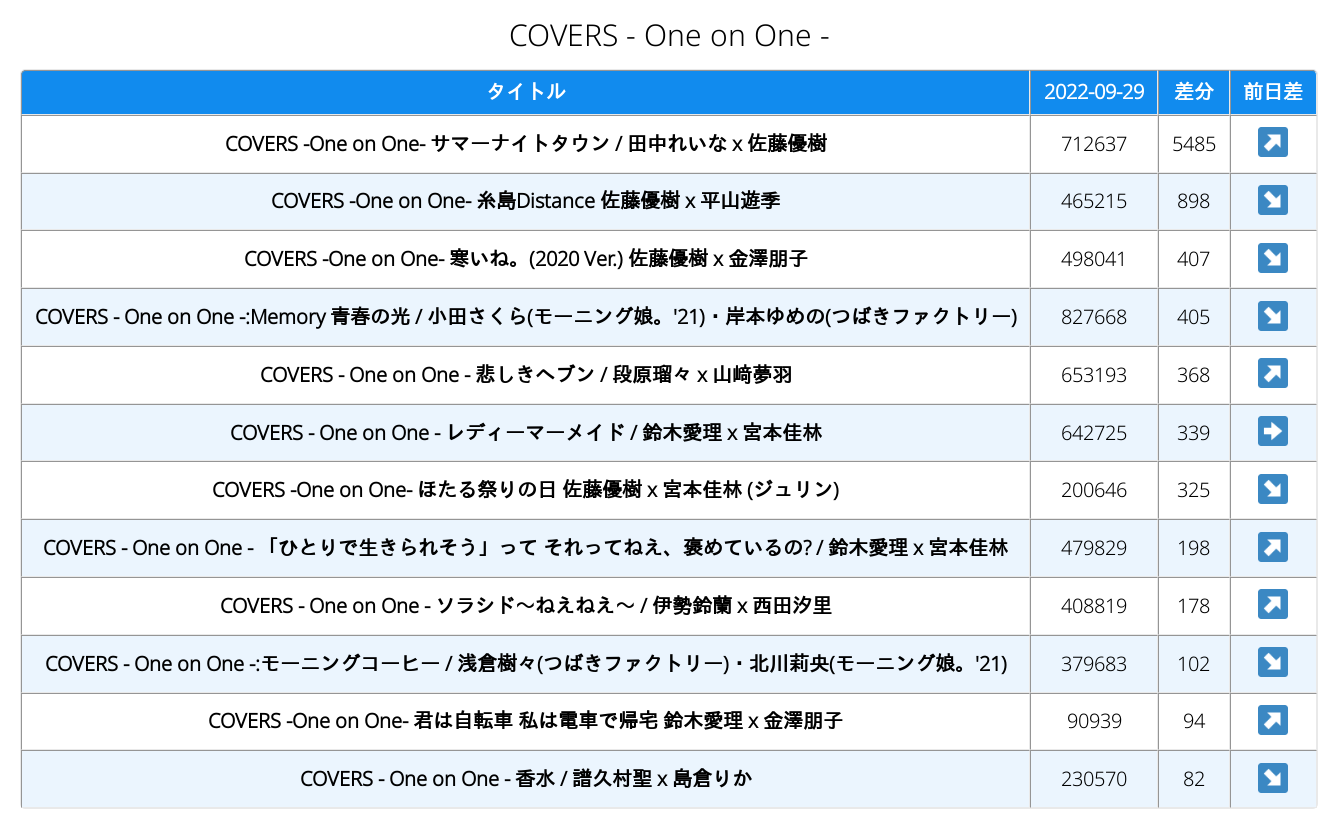 COVERS - One on One -
タイトル 2022-09-29 差分 前日差
COVERS -One on One- サマーナイトタウン / 田中れいな x 佐藤優樹 712637 5485
COVERS -One on One- 糸島Distance 佐藤優樹 x 平山遊季 465215 898
COVERS -One on One- 寒いね。(2020 Ver.) 佐藤優樹 x 金澤朋子 498041 407
COVERS - One on One -:Memory 青春の光 / 小田さくら(モーニング娘。'21)・岸本ゆめの(つばきファクトリー) 827668 405
COVERS - One on One - 悲しきヘブン / 段原瑠々 x 山﨑夢羽 653193 368
COVERS - One on One - レディーマーメイド / 鈴木愛理 x 宮本佳林 642725 339
COVERS -One on One- ほたる祭りの日 佐藤優樹 x 宮本佳林 (ジュリン) 200646 325
COVERS - One on One - 「ひとりで生きられそう」って それってねえ、褒めているの? / 鈴木愛理 x 宮本佳林 479829 198
COVERS - One on One - ソラシド〜ねえねえ〜 / 伊勢鈴蘭 x 西田汐里 408819 178
COVERS - One on One -:モーニングコーヒー / 浅倉樹々(つばきファクトリー)・北川莉央(モーニング娘。'21) 379683 102
COVERS -One on One- 君は自転車 私は電車で帰宅 鈴木愛理 x 金澤朋子 90939 94
COVERS - One on One - 香水 / 譜久村聖 x 島倉りか 230570 82